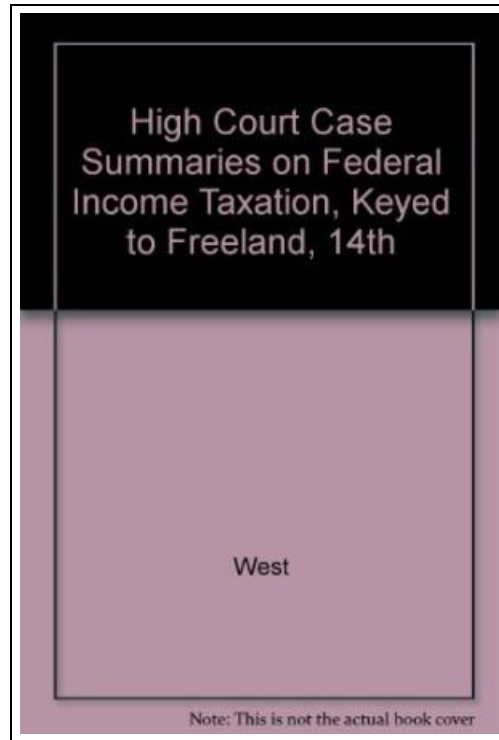 High Court Case
Summaries on Federal
Income Taxation, Keyed
to Freeland, 14th
West
Note: This is not the actual book cover